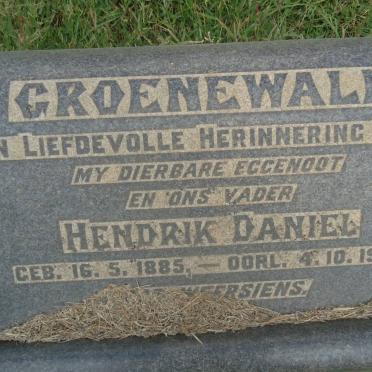 GROENEWALD
N LIEFDEVOLLE HERINNERING
MY DIERBARE EGGENOOT
EN ONS VADER
HENDRIK DANIEL
GEB. 16. 5. 1885, — OORL. 4. 10. 19
WEERSIENS.